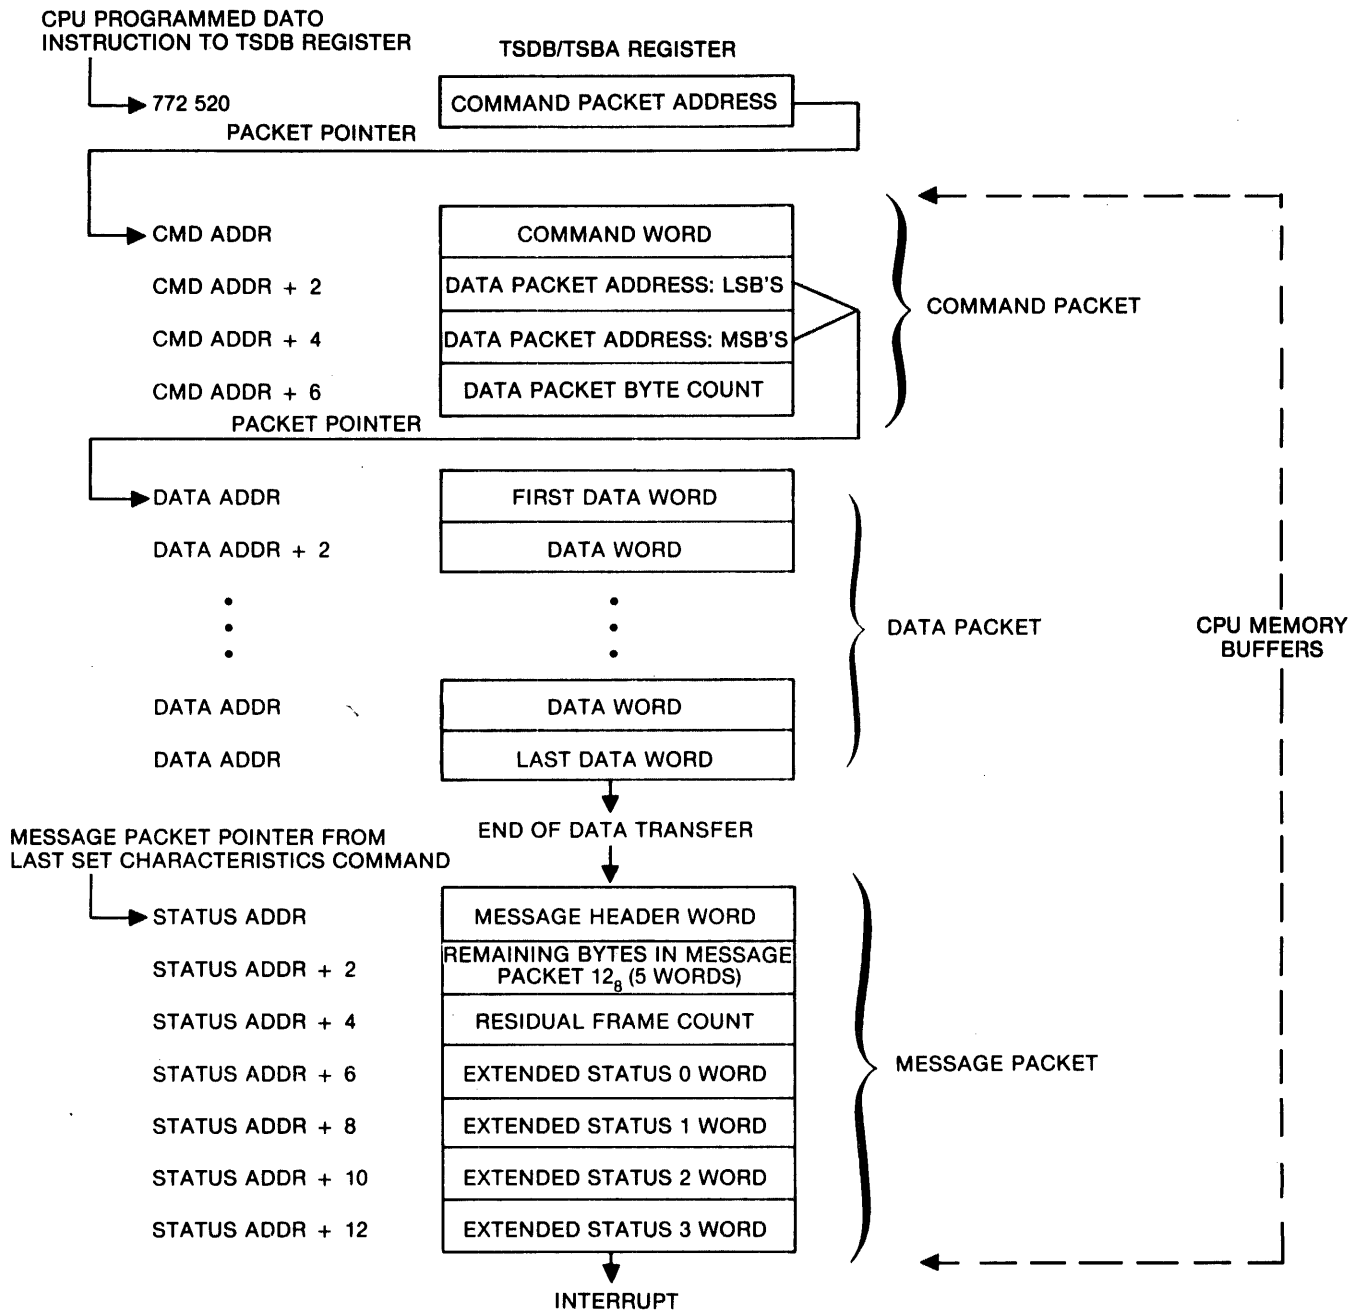 CPU PROGRAMMED DATO
INSTRUCTION TO TSDB REGISTER
TSDB/TSBA REGISTER
772 520
COMMAND PACKET ADDRESS
PACKET POINTER
CMD ADDR
COMMAND WORD
CMD ADDR + 2
DATA PACKET ADDRESS: LSB'S
CMD ADDR + 4
DATA PACKET ADDRESS: MSB'S
CMD ADDR + 6
DATA PACKET BYTE COUNT
COMMAND PACKET
PACKET POINTER
DATA ADDR
FIRST DATA WORD
DATA ADDR + 2
DATA WORD
DATA PACKET
CPU MEMORY
BUFFERS
DATA ADDR
DATA WORD
DATA ADDR
LAST DATA WORD
END OF DATA TRANSFER
MESSAGE PACKET POINTER FROM
LAST SET CHARACTERISTICS COMMAND
STATUS ADDR
MESSAGE HEADER WORD
STATUS ADDR + 2
REMAINING BYTES IN MESSAGE
PACKET 12₈ (5 WORDS)
STATUS ADDR + 4
RESIDUAL FRAME COUNT
STATUS ADDR + 6
EXTENDED STATUS 0 WORD
MESSAGE PACKET
STATUS ADDR + 8
EXTENDED STATUS 1 WORD
STATUS ADDR + 10
EXTENDED STATUS 2 WORD
STATUS ADDR + 12
EXTENDED STATUS 3 WORD
INTERRUPT